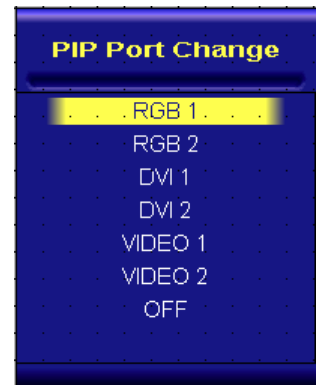 PIP Port Change
RGB 1
RGB 2
DVI 1
DVI 2
VIDEO 1
VIDEO 2
OFF